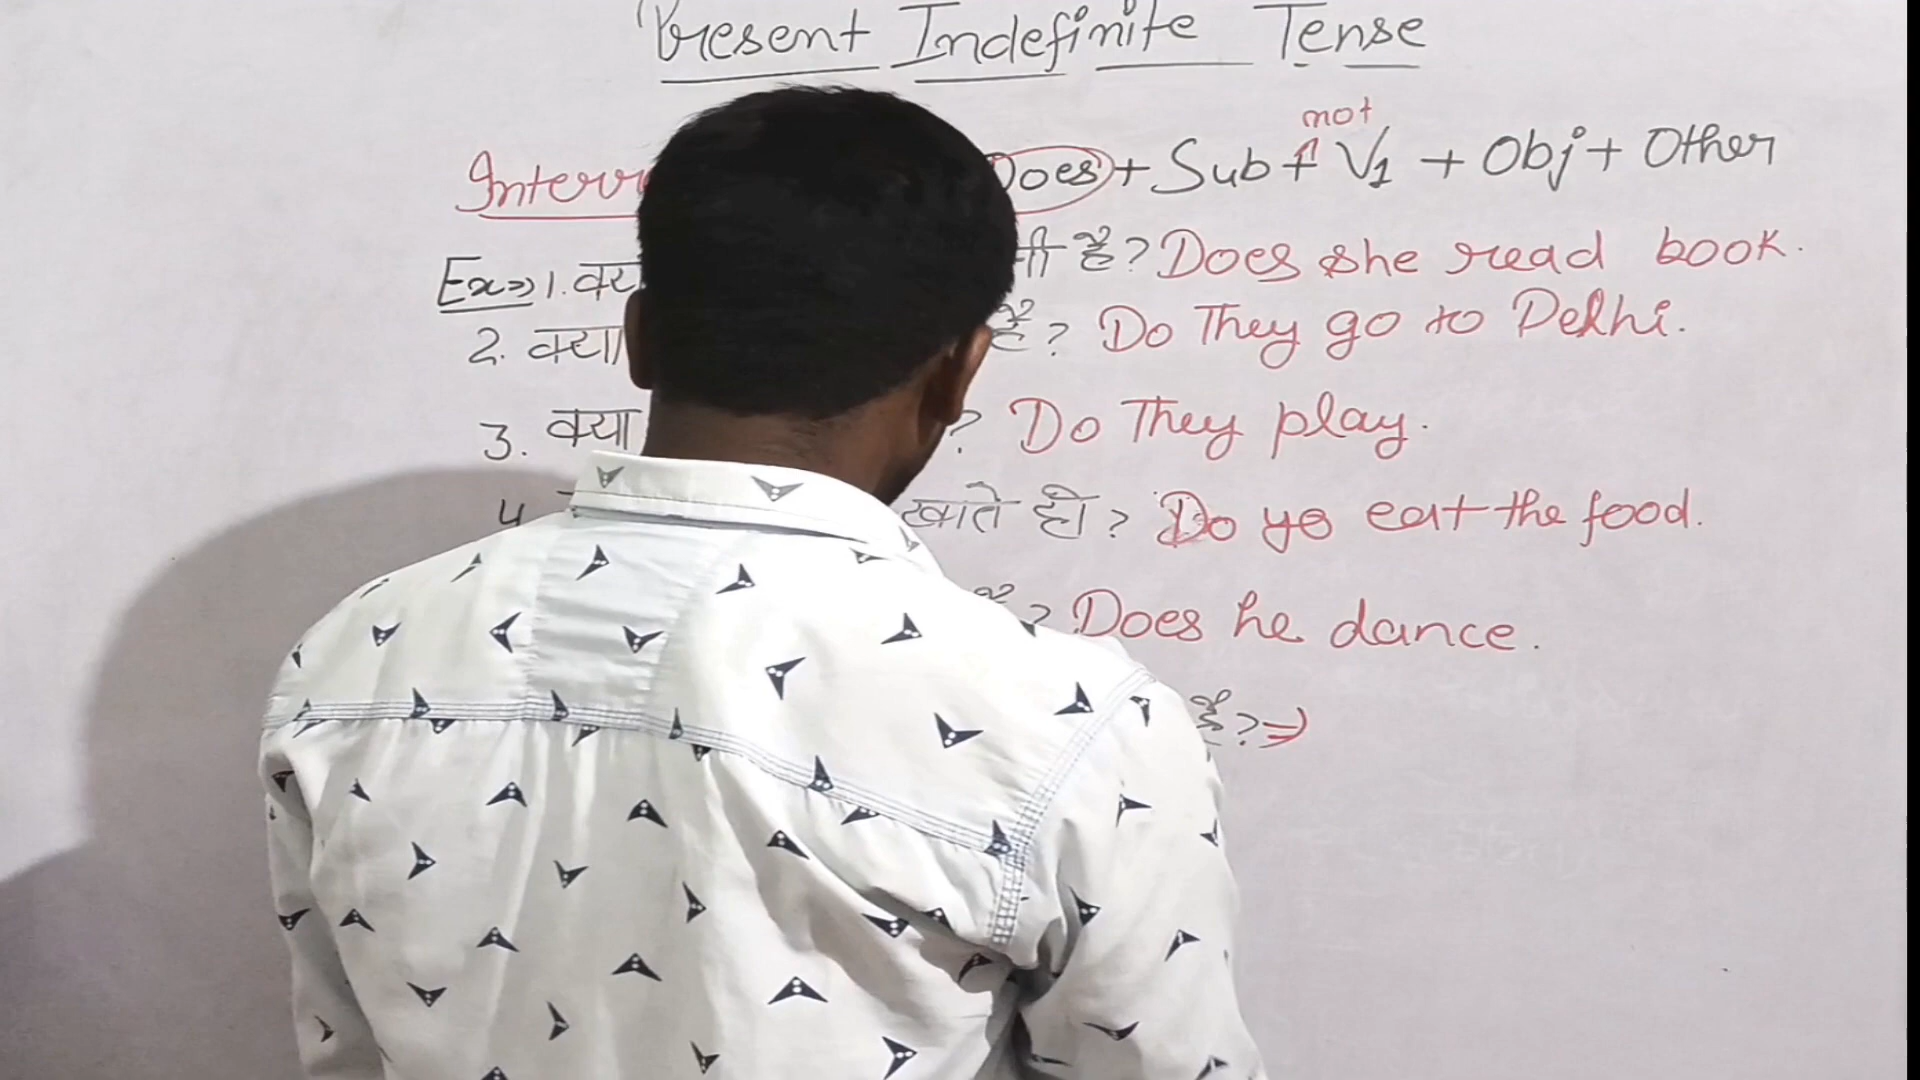 Present Indefinite Tense
not
Does + Sub + V1 + Obj + Other
Ex⇒ 1. है? Does she read book.
2. क्या है? Do They go to Delhi.
3. क्या ? Do They play.
4. खाते हो? Do yo eat the food.
? Does he dance.
है? ⇒